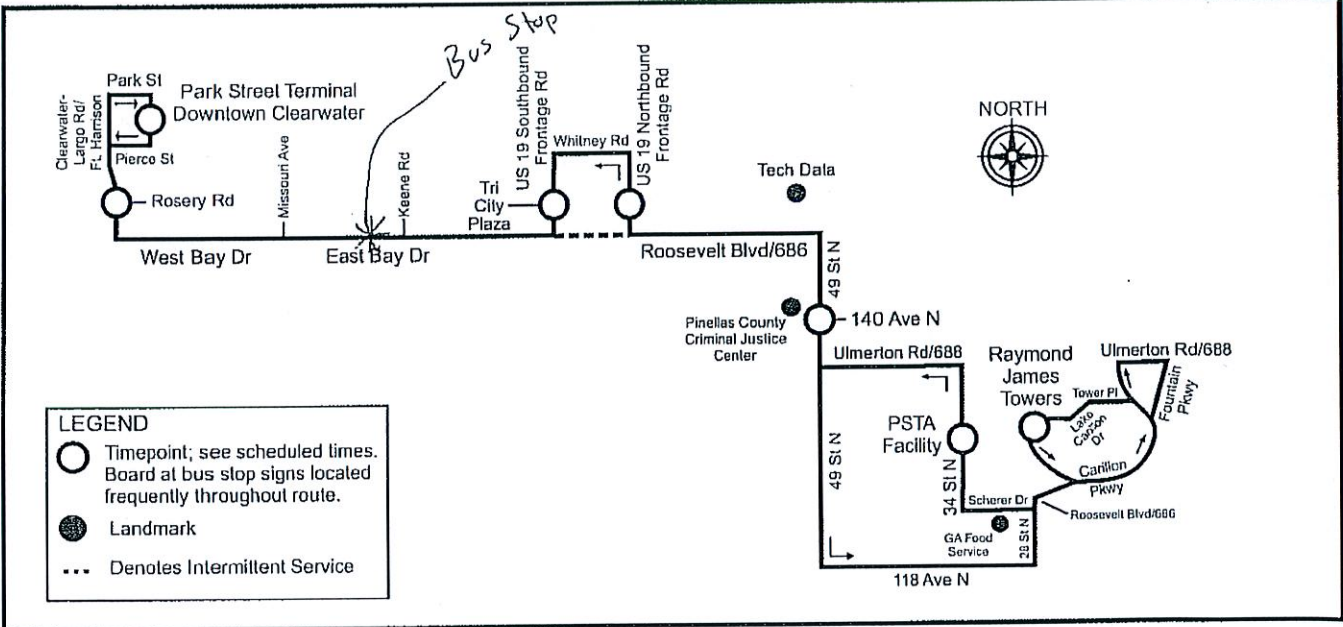 Bus Stop
Park St
Park Street Terminal
Downtown Clearwater
Clearwater-
Largo Rd/
Ft. Harrison
Pierce St
Rosery Rd
Missouri Ave
Keene Rd
West Bay Dr
East Bay Dr
Tri
City
Plaza
US 19 Southbound
Frontage Rd
Whitney Rd
US 19 Northbound
Frontage Rd
Roosevelt Blvd/686
Tech Data
NORTH
49 St N
Pinellas County
Criminal Justice
Center
140 Ave N
Ulmerton Rd/688
PSTA
Facility
34 St N
49 St N
Raymond
James
Towers
Ulmerton Rd/688
Tower Pl
Lake
Carillon
Dr
Fountain
Pkwy
Carillon
Pkwy
Scherer Dr
Roosevelt Blvd/686
GA Food
Service
28 St N
118 Ave N
LEGEND
Timepoint; see scheduled times.
Board at bus stop signs located
frequently throughout route.
Landmark
Denotes Intermittent Service